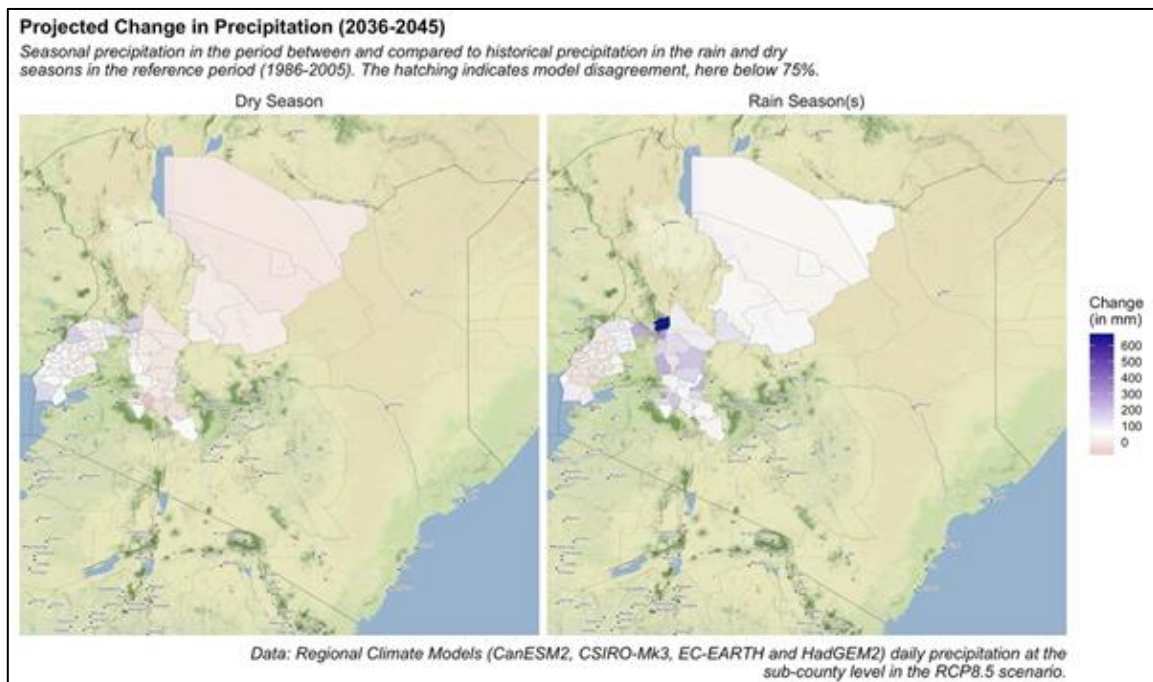 Projected Change in Precipitation (2036-2045)
Seasonal precipitation in the period between and compared to historical precipitation in the rain and dry
seasons in the reference period (1986-2005). The hatching indicates model disagreement, here below 75%.
Dry Season
Rain Season(s)
Change
(in mm)
600
500
400
300
200
100
0
Data: Regional Climate Models (CanESM2, CSIRO-Mk3, EC-EARTH and HadGEM2) daily precipitation at the
sub-county level in the RCP8.5 scenario.